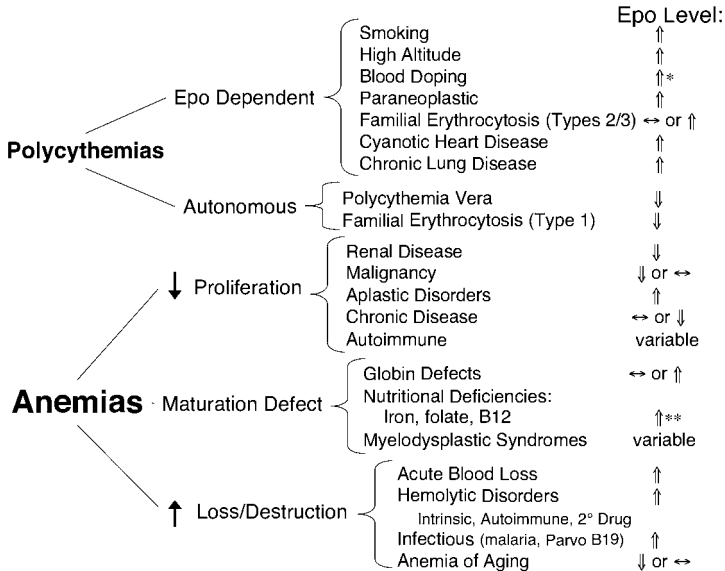 Epo Level:
Smoking ⇑
High Altitude ⇑
Epo Dependent Blood Doping ⇑*
Paraneoplastic ⇑
Familial Erythrocytosis (Types 2/3) ↔ or ⇑
Polycythemias Cyanotic Heart Disease ⇑
Chronic Lung Disease ⇑
Autonomous Polycythemia Vera ⇓
Familial Erythrocytosis (Type 1) ⇓
Renal Disease ⇓
↓ Proliferation Malignancy ⇓ or ↔
Aplastic Disorders ⇑
Chronic Disease ↔ or ⇓
Autoimmune variable
Globin Defects ↔ or ⇑
Anemias Maturation Defect Nutritional Deficiencies:
Iron, folate, B12 ⇑**
Myelodysplastic Syndromes variable
Acute Blood Loss ⇑
↑ Loss/Destruction Hemolytic Disorders ⇑
Intrinsic, Autoimmune, 2° Drug
Infectious (malaria, Parvo B19) ⇑
Anemia of Aging ⇓ or ↔